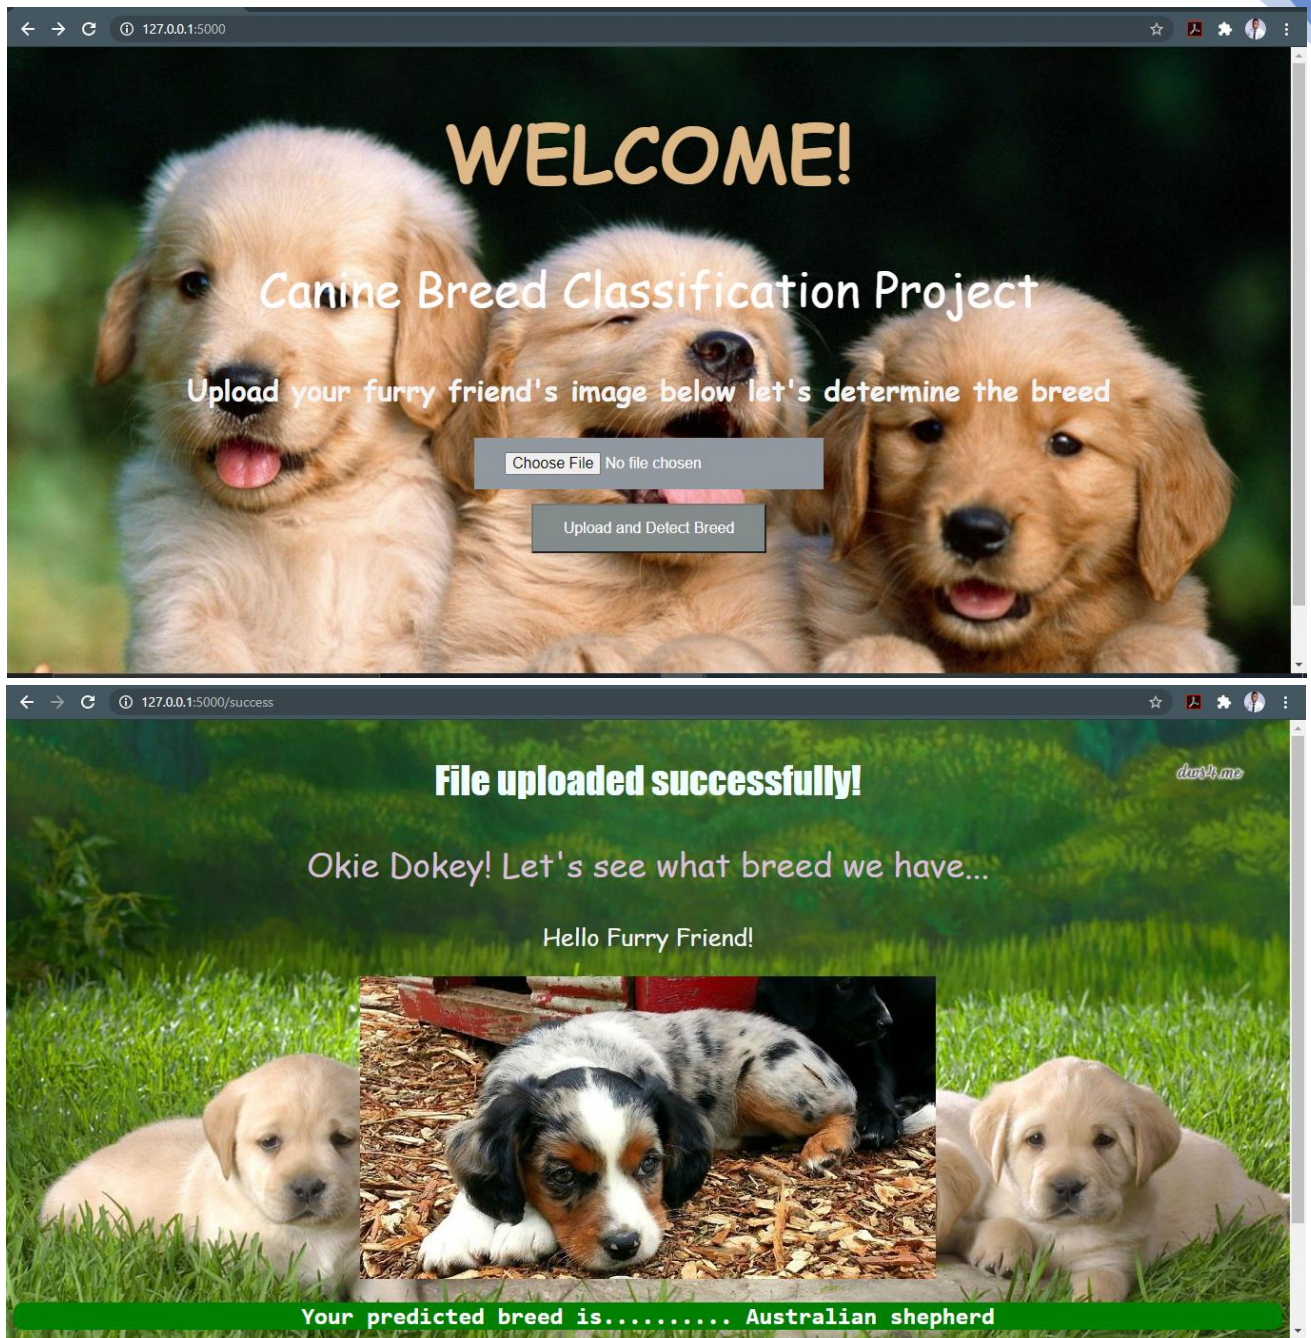 127.0.0.1:5000
WELCOME!
Canine Breed Classification Project
Upload your furry friend's image below let's determine the breed
Choose File No file chosen
Upload and Detect Breed
127.0.0.1:5000/success
File uploaded successfully!
dws4.me
Okie Dokey! Let's see what breed we have...
Hello Furry Friend!
Your predicted breed is.......... Australian shepherd